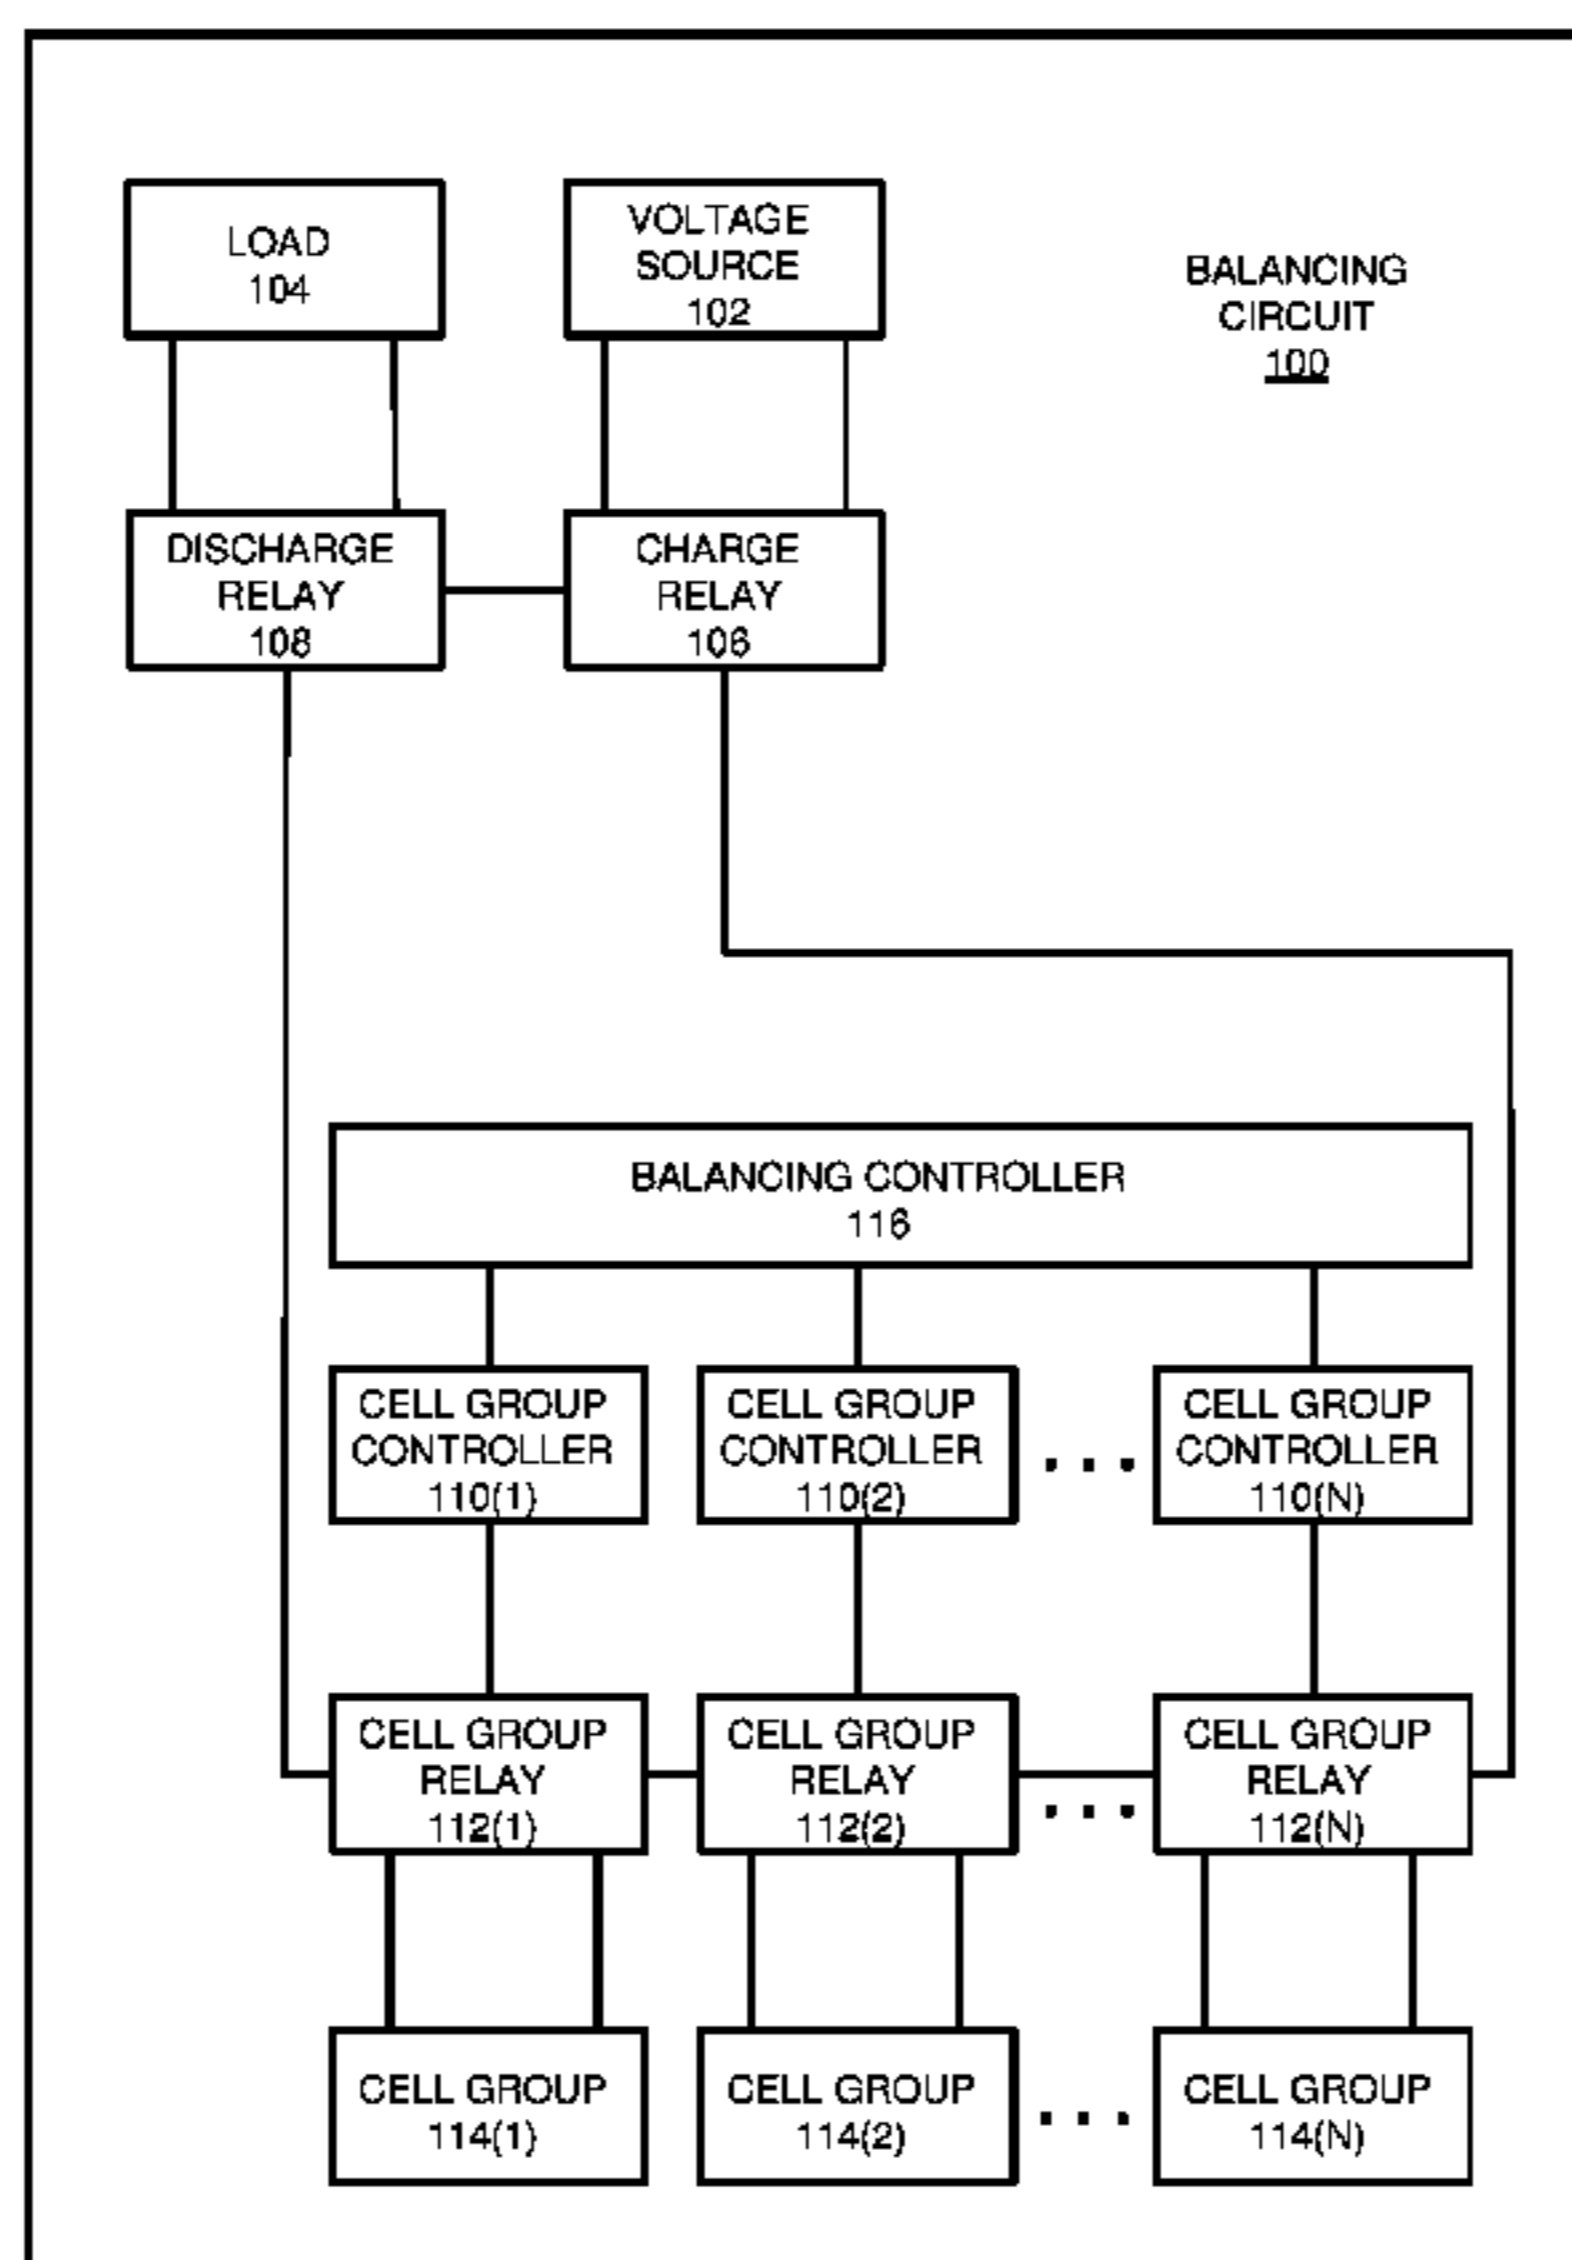 LOAD
104
VOLTAGE
SOURCE
102
BALANCING
CIRCUIT
100
DISCHARGE
RELAY
108
CHARGE
RELAY
106
BALANCING CONTROLLER
116
CELL GROUP
CONTROLLER
110(1)
CELL GROUP
CONTROLLER
110(2)
...
CELL GROUP
CONTROLLER
110(N)
CELL GROUP
RELAY
112(1)
CELL GROUP
RELAY
112(2)
...
CELL GROUP
RELAY
112(N)
CELL GROUP
114(1)
CELL GROUP
114(2)
...
CELL GROUP
114(N)